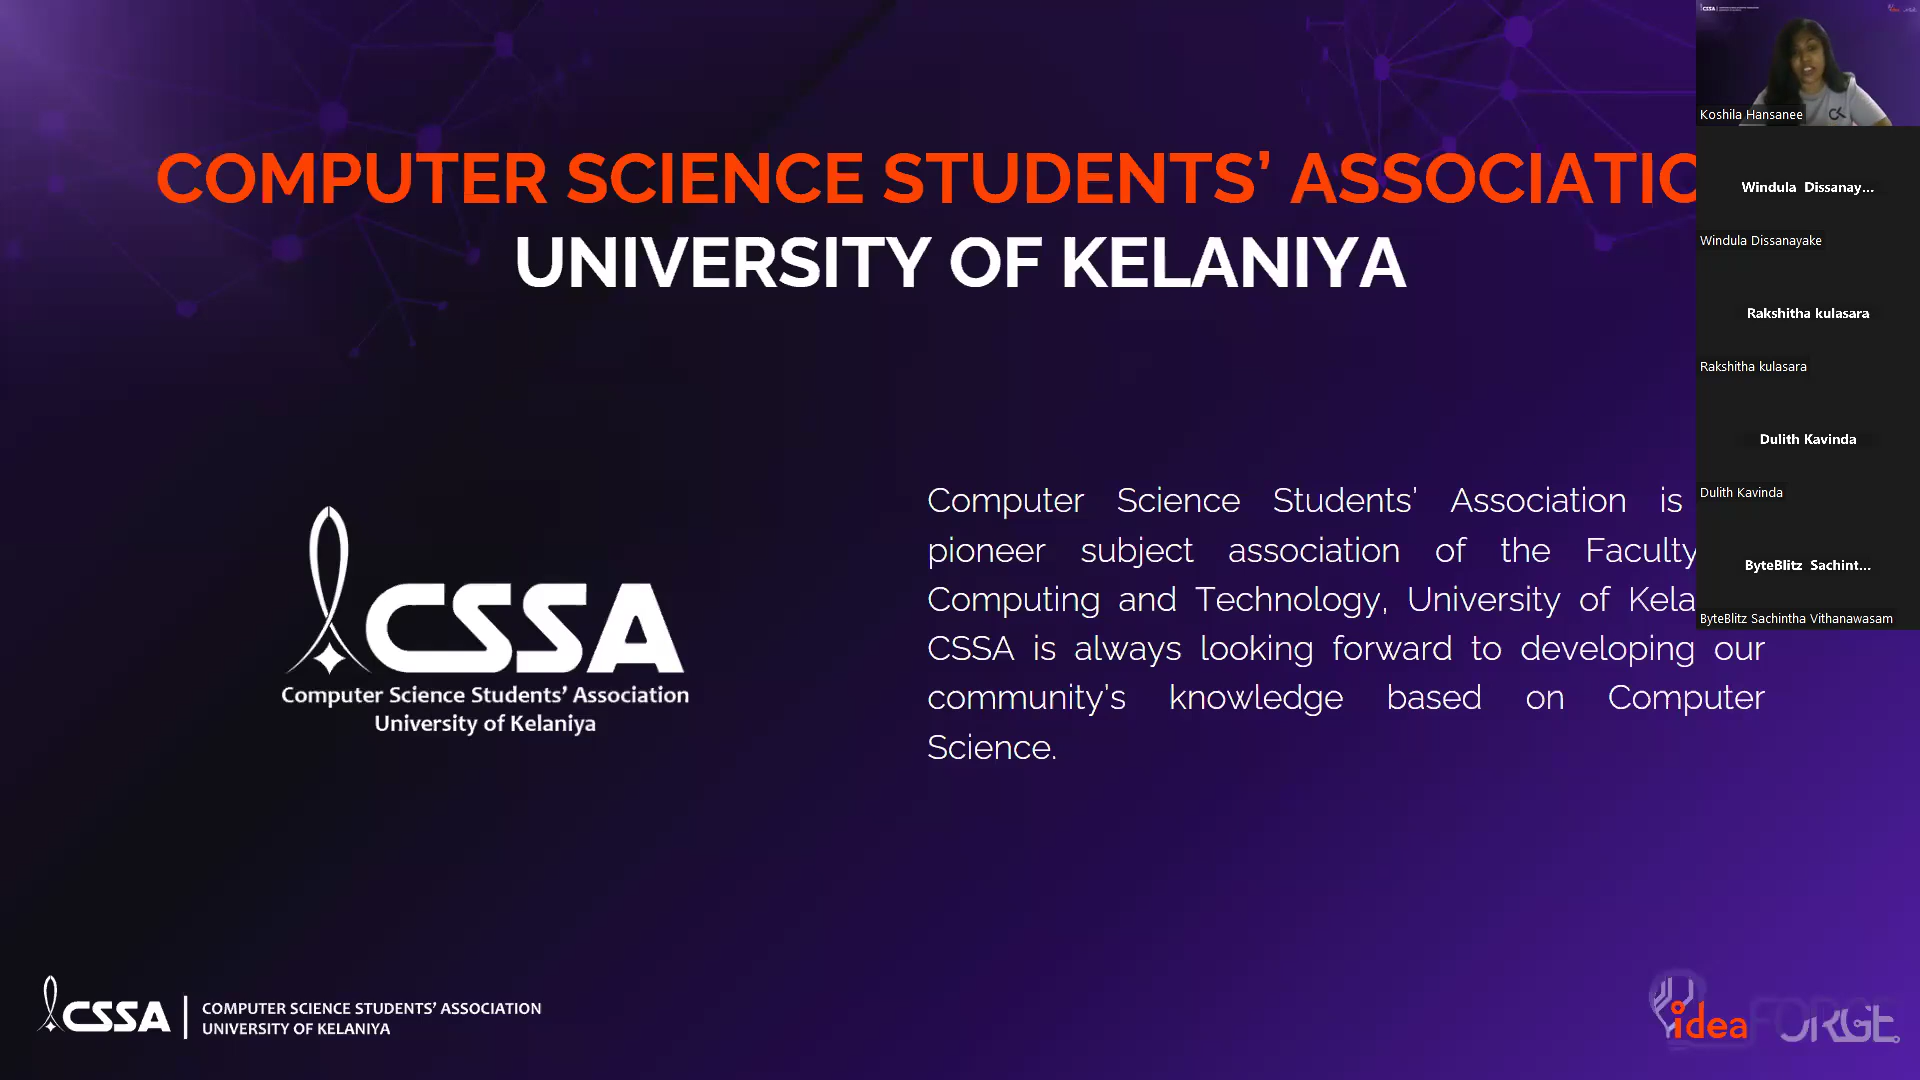 COMPUTER SCIENCE STUDENTS’ ASSOCIATIO
UNIVERSITY OF KELANIYA
CSSA
Computer Science Students’ Association
University of Kelaniya
Computer Science Students’ Association is
pioneer subject association of the Faculty
Computing and Technology, University of Kela
CSSA is always looking forward to developing our
community’s knowledge based on Computer
Science.
CSSA
COMPUTER SCIENCE STUDENTS’ ASSOCIATION
UNIVERSITY OF KELANIYA
idea FORGE
CSSA
Koshila Hansanee
Windula Dissanay...
Windula Dissanayake
Rakshitha kulasara
Rakshitha kulasara
Dulith Kavinda
Dulith Kavinda
ByteBlitz Sachint...
ByteBlitz Sachintha Vithanawasam